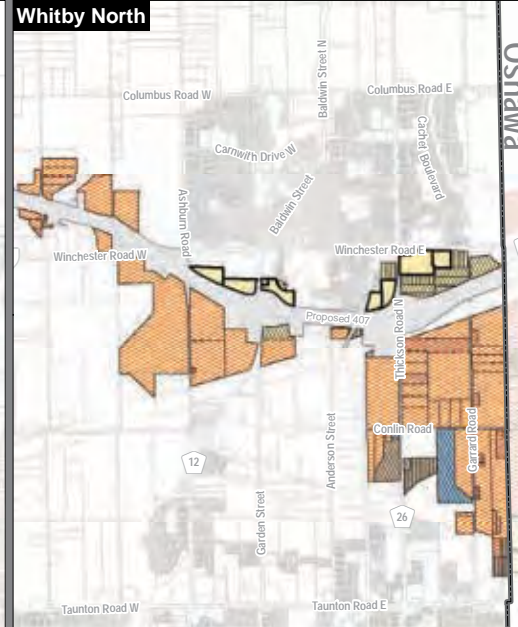 Whitby North
Oshawa
Baldwin Street N
Columbus Road W
Columbus Road E
Carnwith Drive W
Cachet Boulevard
Ashburn Road
Baldwin Street
Winchester Road W
Winchester Road E
Proposed 407
Thickson Road N
Conlin Road
Garrard Road
Anderson Street
12
Garden Street
26
Taunton Road W
Taunton Road E